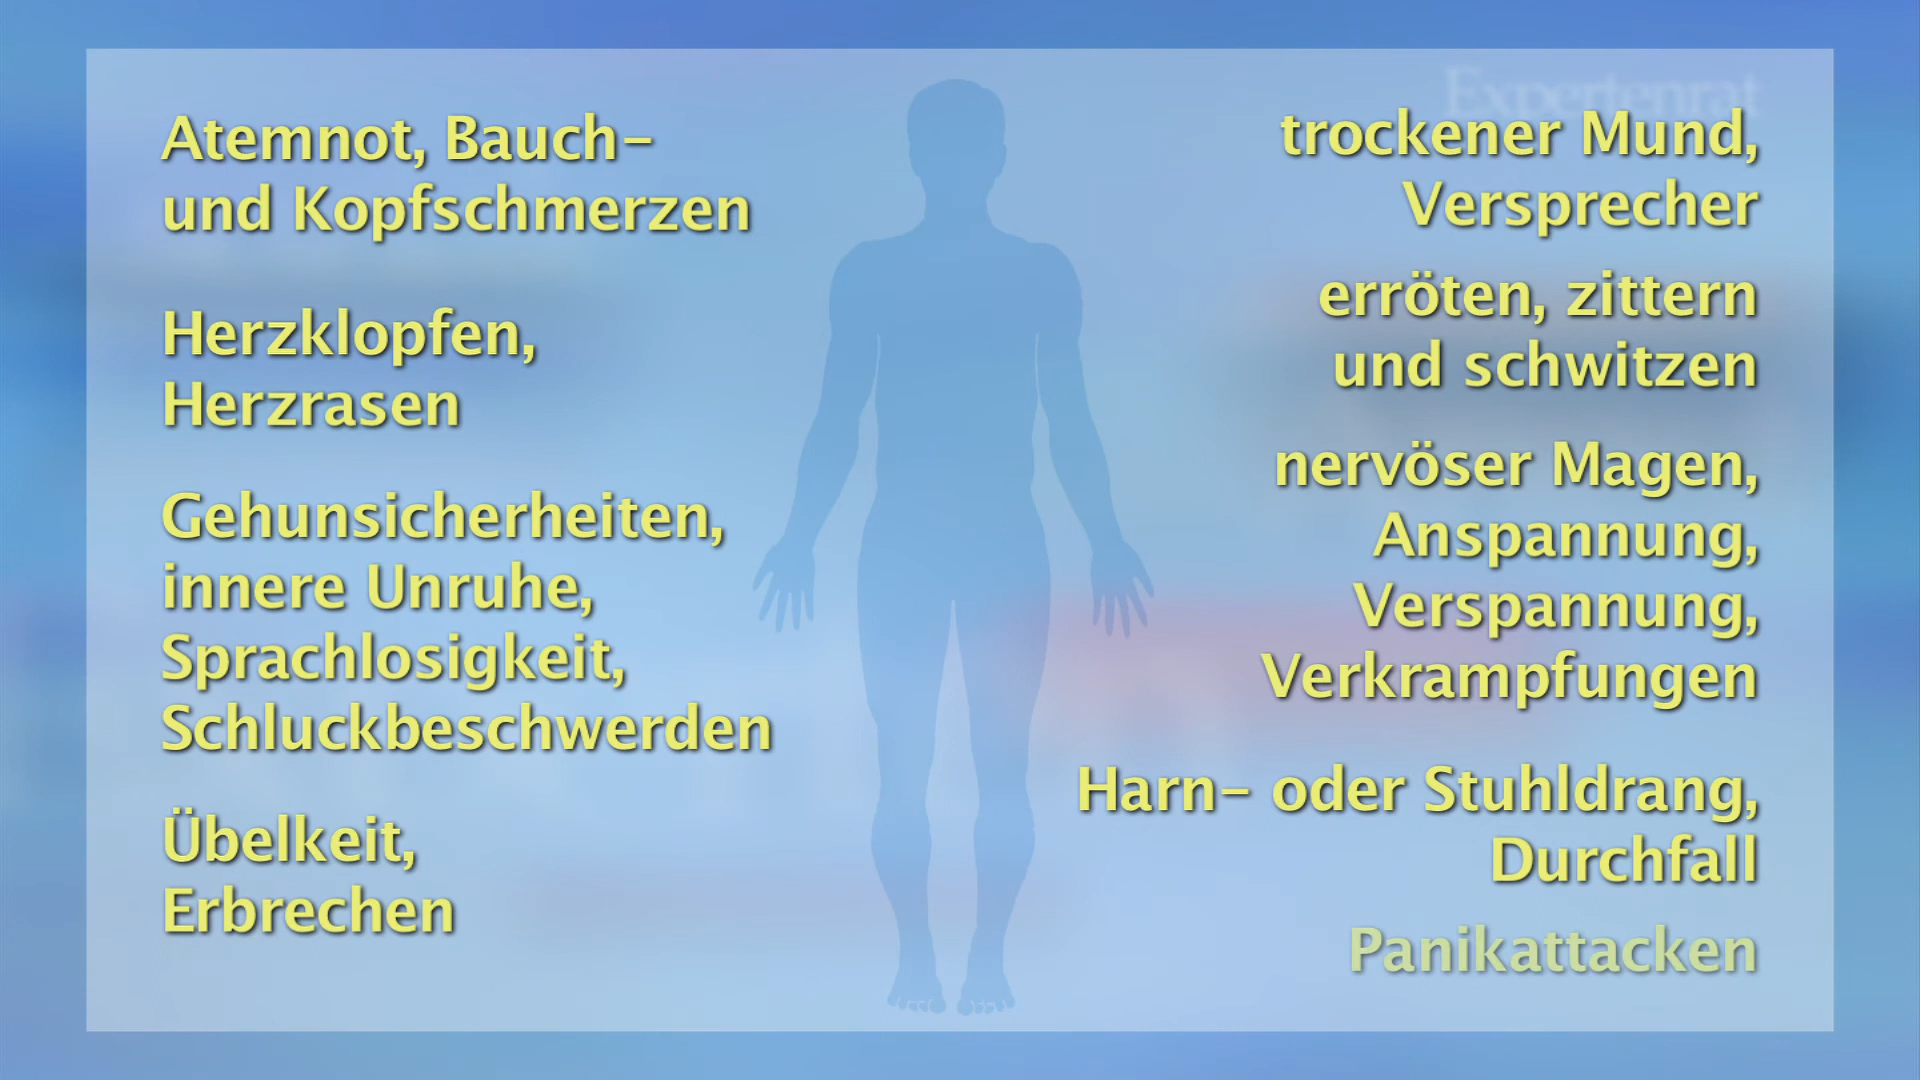 Expertenrat
Atemnot, Bauch-
und Kopfschmerzen
Herzklopfen,
Herzrasen
Gehunsicherheiten,
innere Unruhe,
Sprachlosigkeit,
Schluckbeschwerden
Übelkeit,
Erbrechen
trockener Mund,
Versprecher
erröten, zittern
und schwitzen
nervöser Magen,
Anspannung,
Verspannung,
Verkrampfungen
Harn- oder Stuhldrang,
Durchfall
Panikattacken